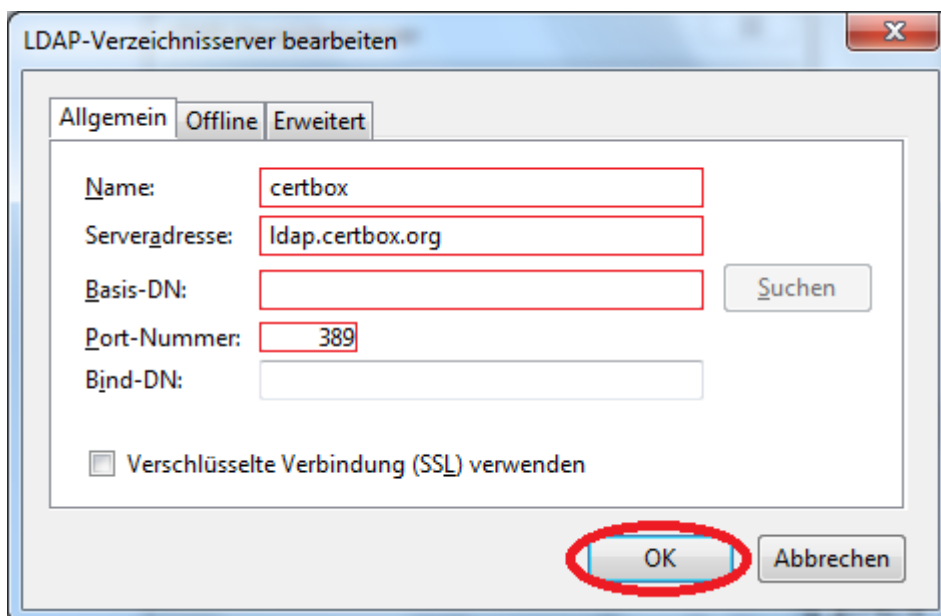 LDAP-Verzeichnisserver bearbeiten
Allgemein Offline Erweitert
Name: certbox
Serveradresse: ldap.certbox.org
Basis-DN: Suchen
Port-Nummer: 389
Bind-DN:
Verschlüsselte Verbindung (SSL) verwenden
OK Abbrechen